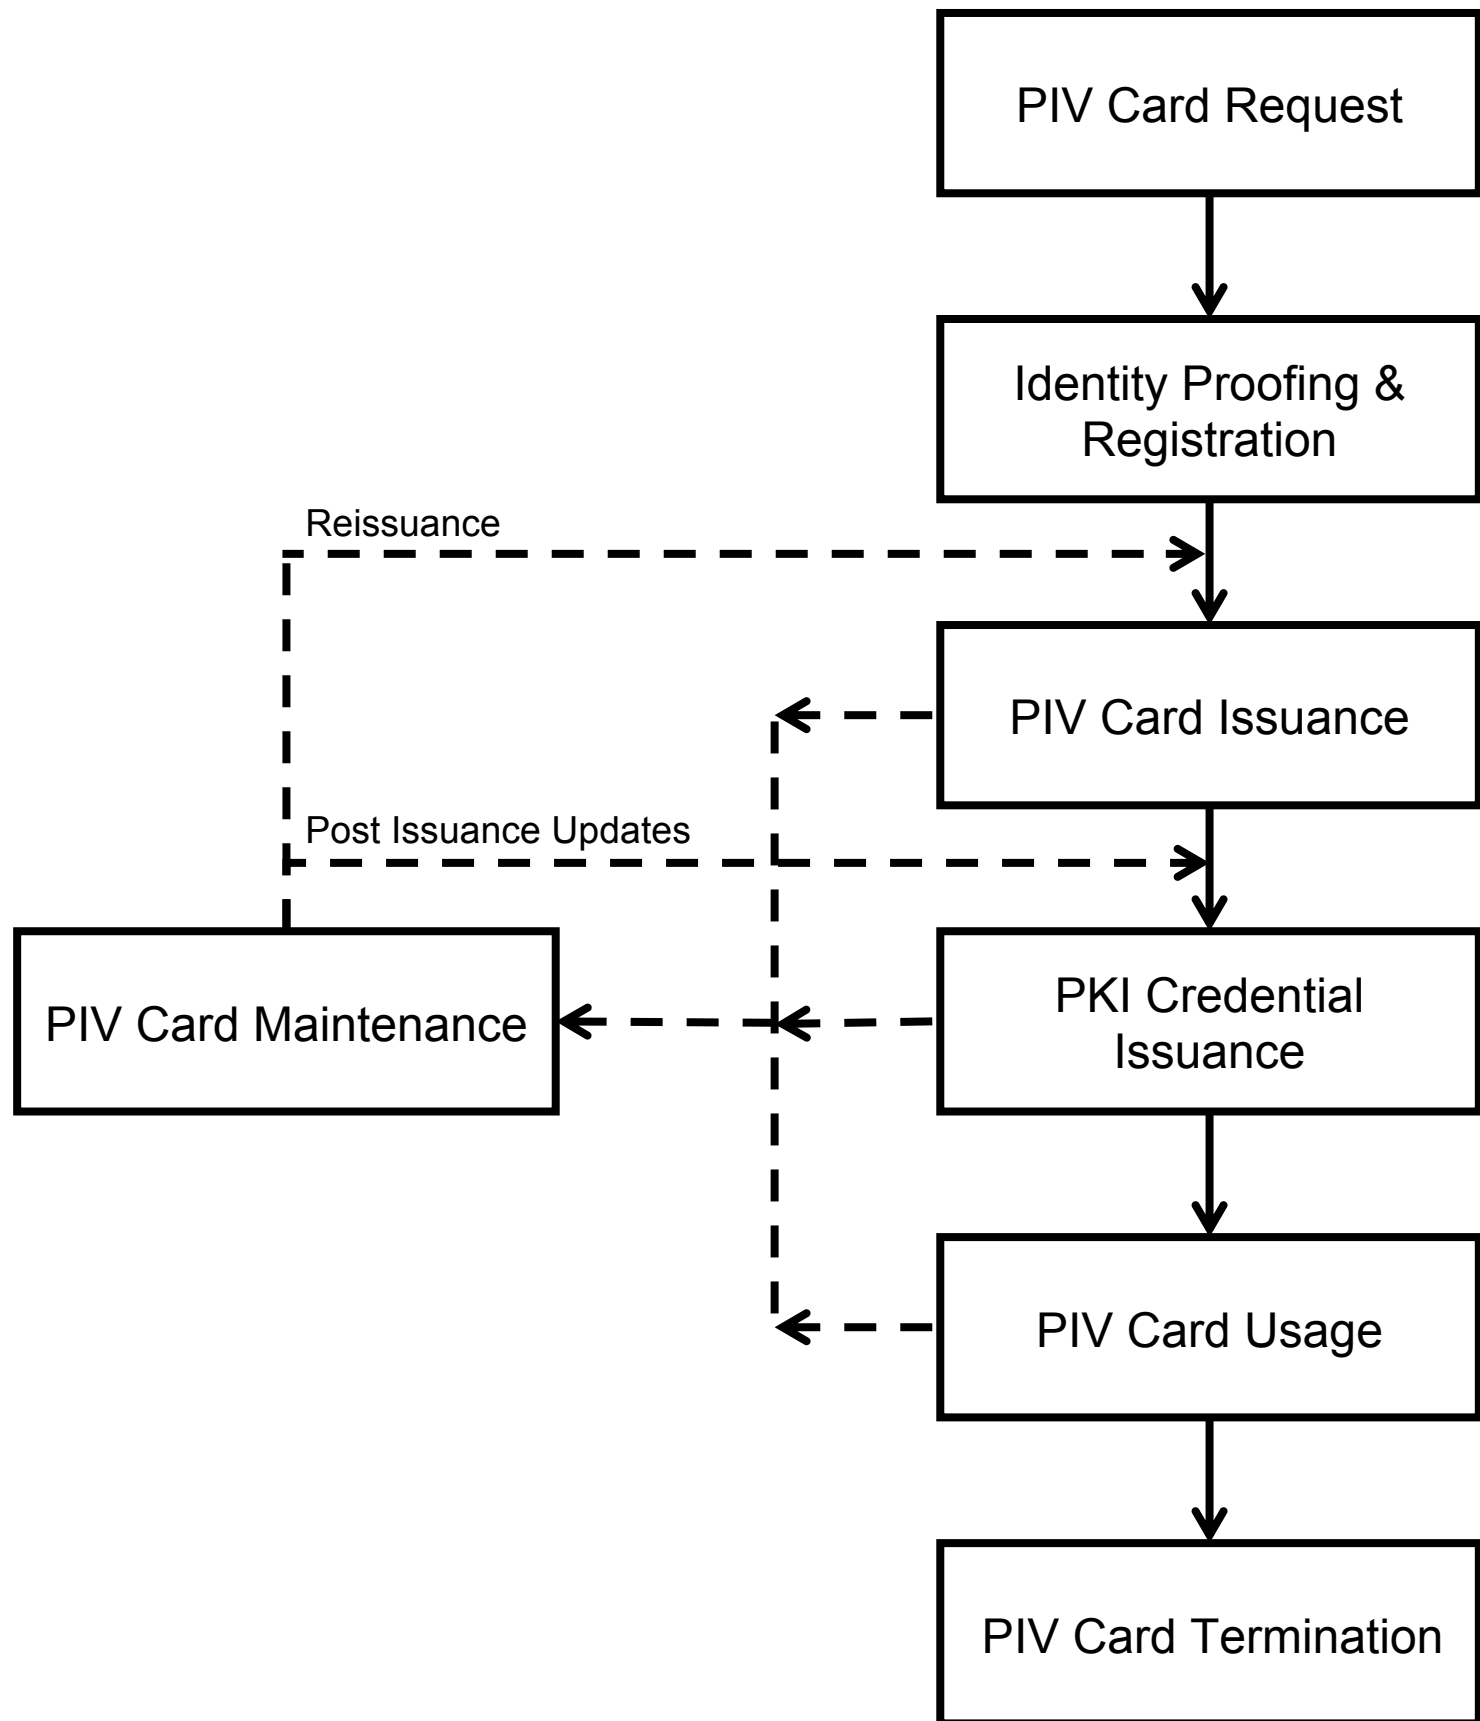 PIV Card Request
Identity Proofing &
Registration
Reissuance
PIV Card Issuance
Post Issuance Updates
PIV Card Maintenance
PKI Credential
Issuance
PIV Card Usage
PIV Card Termination